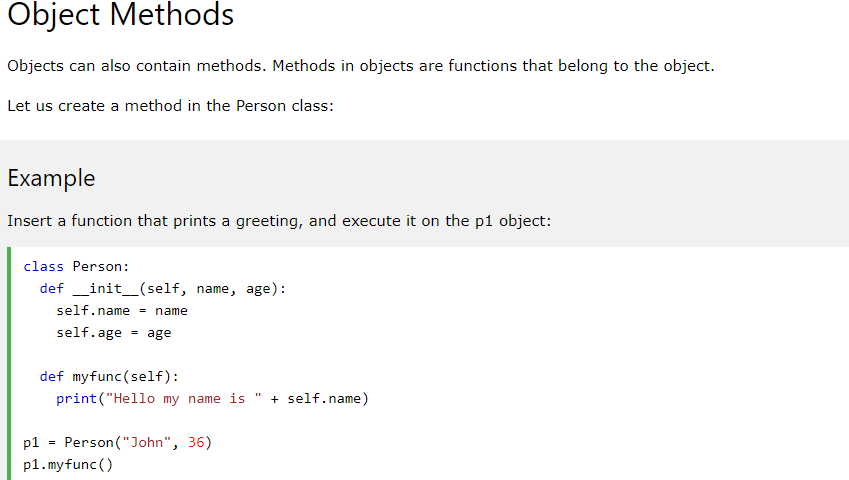 Object Methods
Objects can also contain methods. Methods in objects are functions that belong to the object.
Let us create a method in the Person class:
Example
Insert a function that prints a greeting, and execute it on the p1 object:
class Person:
  def __init__(self, name, age):
    self.name = name
    self.age = age

  def myfunc(self):
    print("Hello my name is " + self.name)

p1 = Person("John", 36)
p1.myfunc()